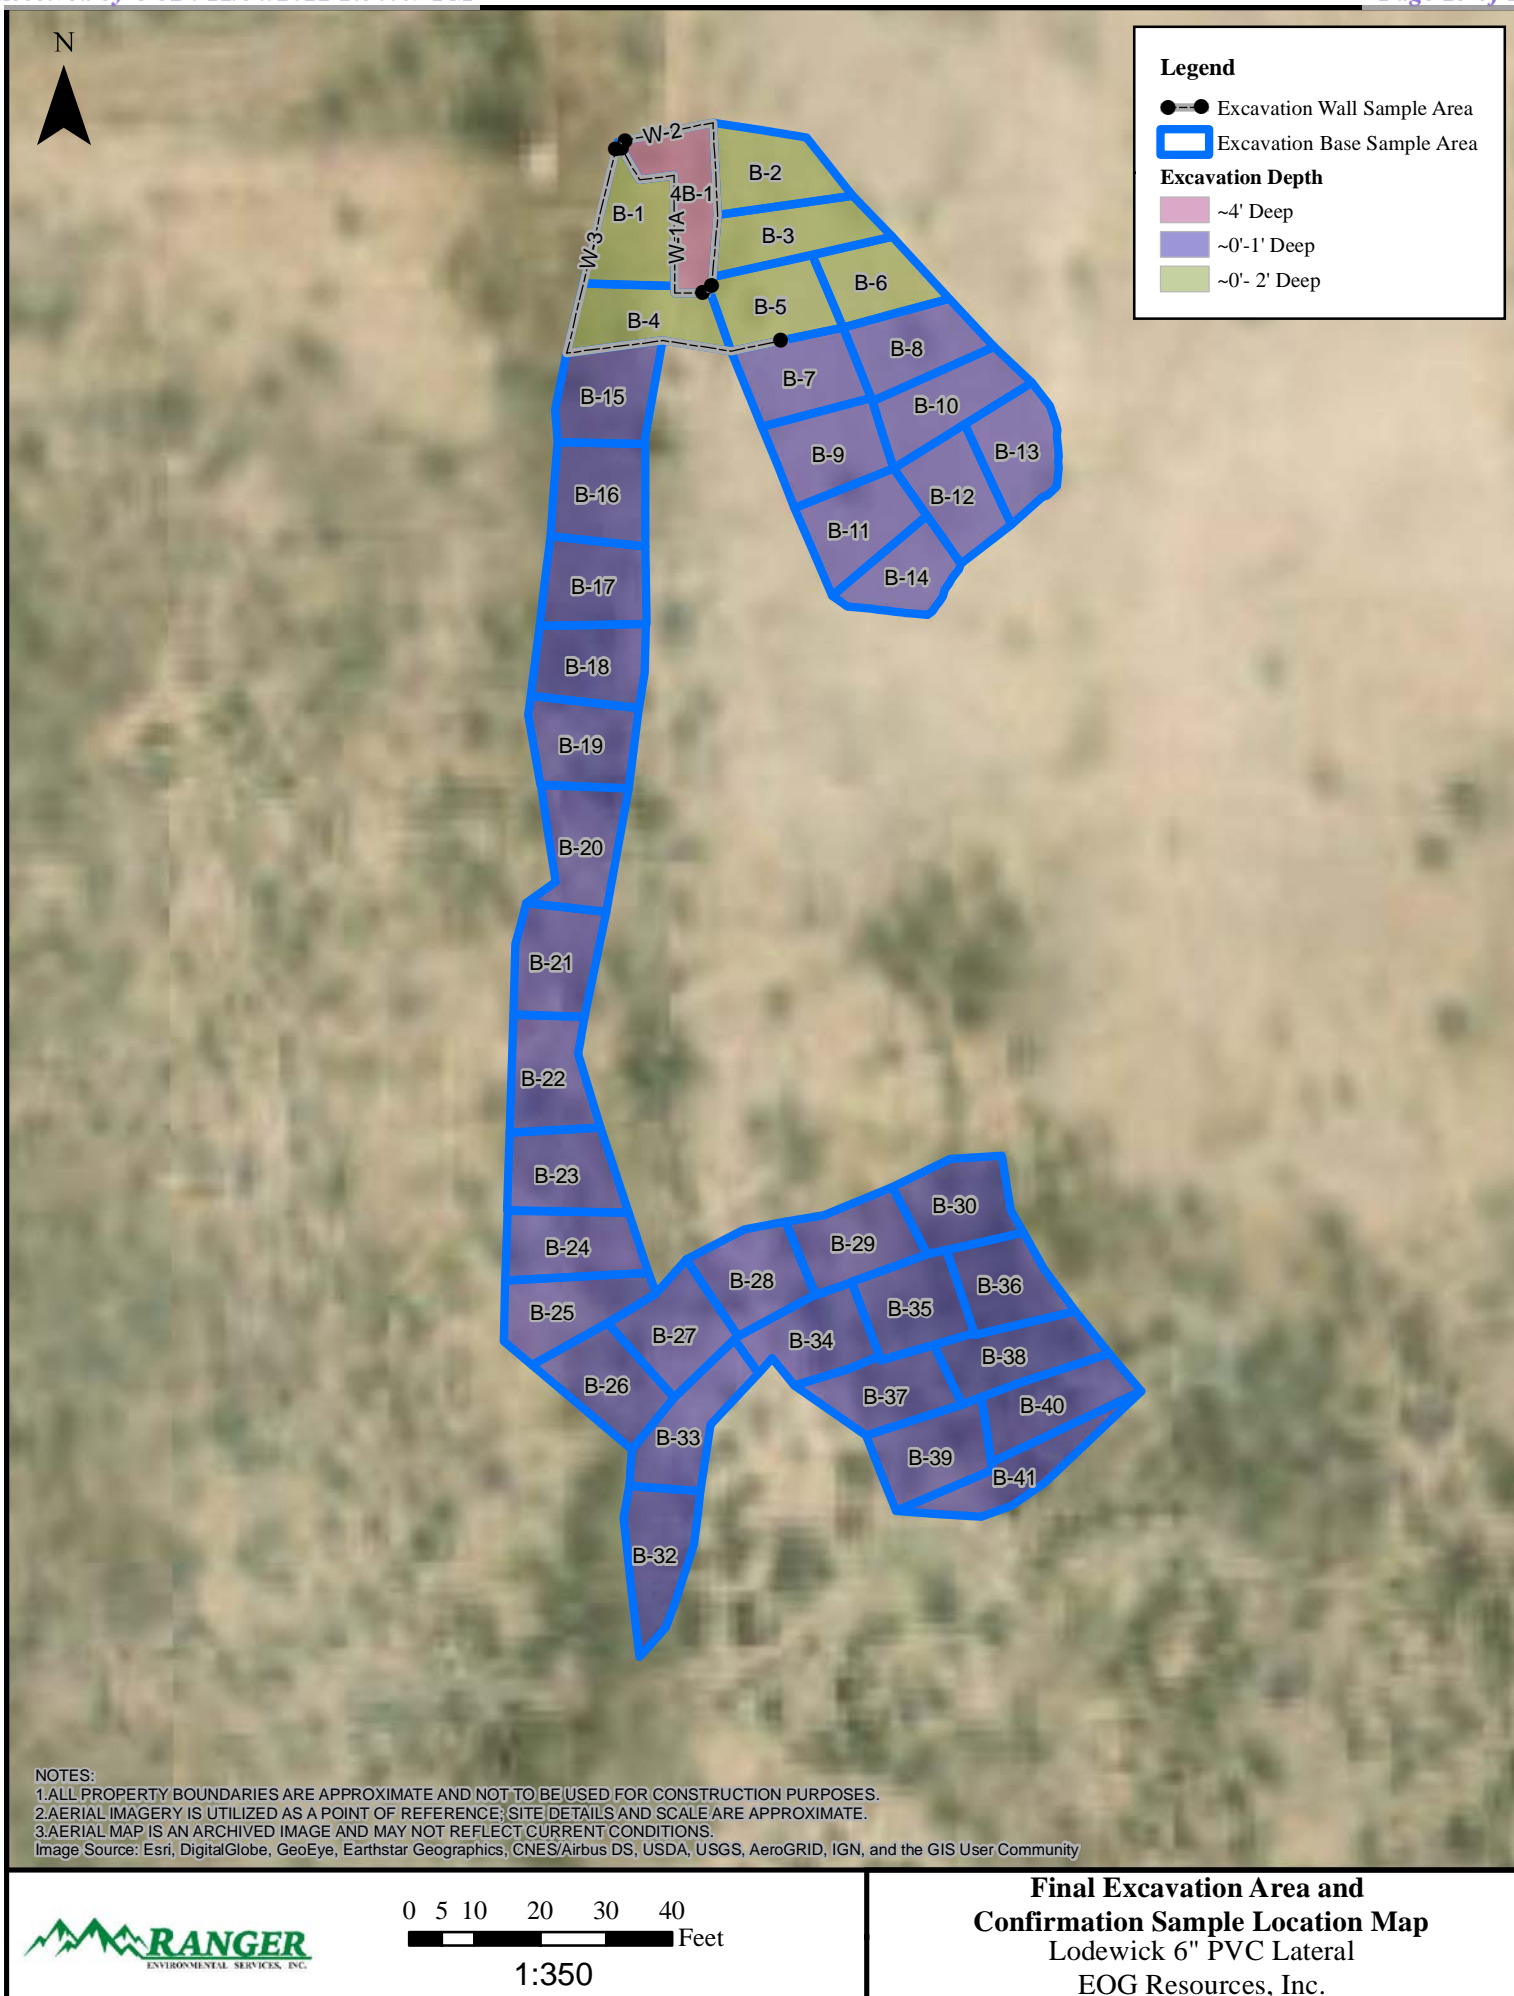 N
Legend
Excavation Wall Sample Area
Excavation Base Sample Area
Excavation Depth
~4' Deep
~0'-1' Deep
~0'- 2' Deep
W-2
B-2
4B-1
B-1
W-1A
W-3
B-3
B-6
B-5
B-4
B-8
B-7
B-15
B-10
B-9
B-13
B-16
B-12
B-11
B-14
B-17
B-18
B-19
B-20
B-21
B-22
B-23
B-30
B-24
B-29
B-28
B-36
B-35
B-25
B-27
B-34
B-38
B-26
B-37
B-40
B-33
B-39
B-41
B-32
NOTES:
1.ALL PROPERTY BOUNDARIES ARE APPROXIMATE AND NOT TO BE USED FOR CONSTRUCTION PURPOSES.
2.AERIAL IMAGERY IS UTILIZED AS A POINT OF REFERENCE; SITE DETAILS AND SCALE ARE APPROXIMATE.
3.AERIAL MAP IS AN ARCHIVED IMAGE AND MAY NOT REFLECT CURRENT CONDITIONS.
Image Source: Esri, DigitalGlobe, GeoEye, Earthstar Geographics, CNES/Airbus DS, USDA, USGS, AeroGRID, IGN, and the GIS User Community
RANGER
ENVIRONMENTAL SERVICES, INC.
0 5 10 20 30 40
Feet
1:350
Final Excavation Area and
Confirmation Sample Location Map
Lodewick 6" PVC Lateral
EOG Resources, Inc.